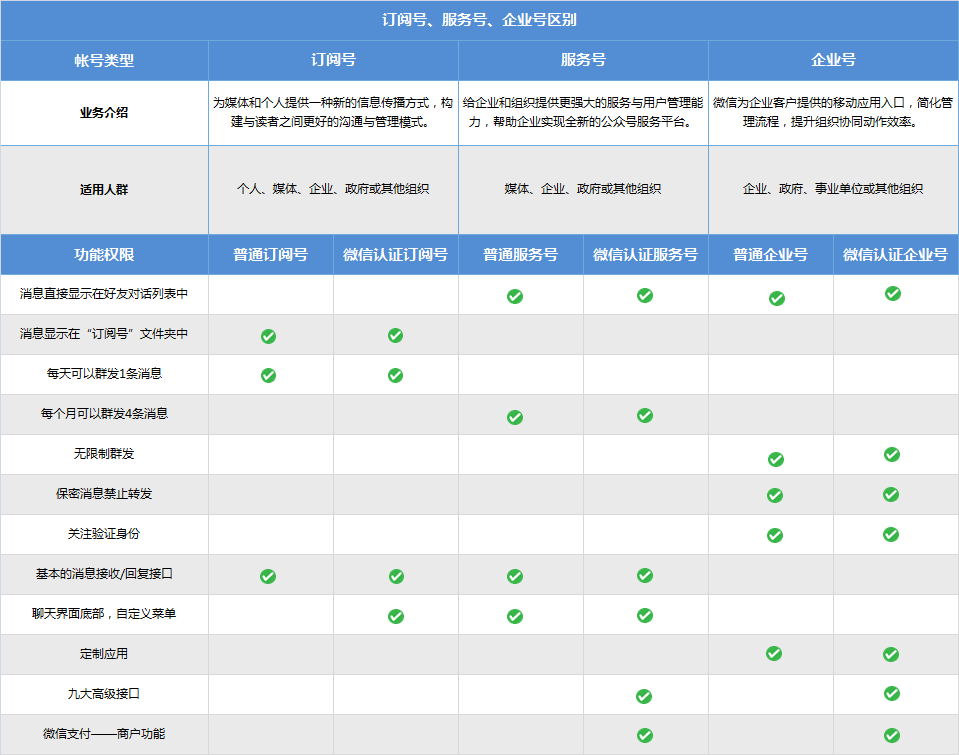 订阅号、服务号、企业号区别
帐号类型
订阅号
服务号
企业号
业务介绍
为媒体和个人提供一种新的信息传播方式，构
建与读者之间更好的沟通与管理模式。
给企业和组织提供更强大的服务与用户管理能
力，帮助企业实现全新的公众号服务平台。
微信为企业客户提供的移动应用入口，简化管
理流程，提升组织协同动作效率。
适用人群
个人、媒体、企业、政府或其他组织
媒体、企业、政府或其他组织
企业、政府、事业单位或其他组织
功能权限
普通订阅号
微信认证订阅号
普通服务号
微信认证服务号
普通企业号
微信认证企业号
消息直接显示在好友对话列表中
消息显示在“订阅号”文件夹中
每天可以群发1条消息
每个月可以群发4条消息
无限制群发
保密消息禁止转发
关注验证身份
基本的消息接收/回复接口
聊天界面底部，自定义菜单
定制应用
九大高级接口
微信支付——商户功能